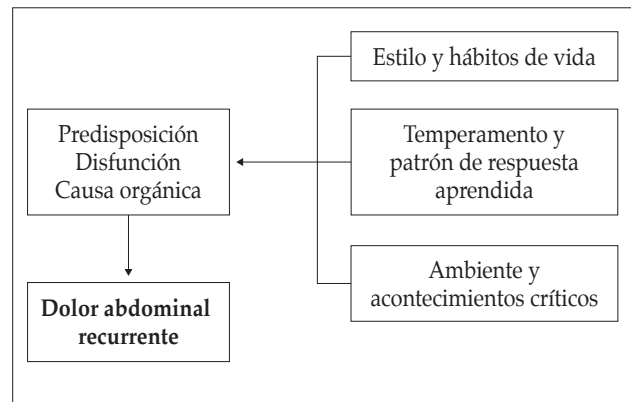 Estilo y hábitos de vida
Predisposición
Disfunción
Causa orgánica
Temperamento y
patrón de respuesta
aprendida
Dolor abdominal
recurrente
Ambiente y
acontecimientos críticos